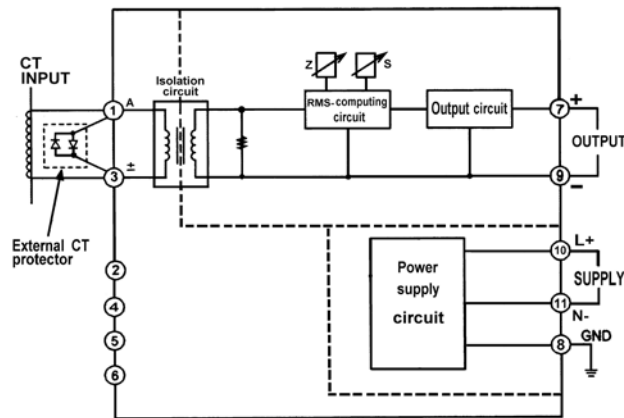 CT
INPUT
1
A
3
±
External CT
protector
2
4
5
6
Isolation
circuit
Z
S
RMS-computing
circuit
Output circuit
7
+
OUTPUT
9
−
Power
supply
circuit
10
L+
SUPPLY
11
N-
8
GND